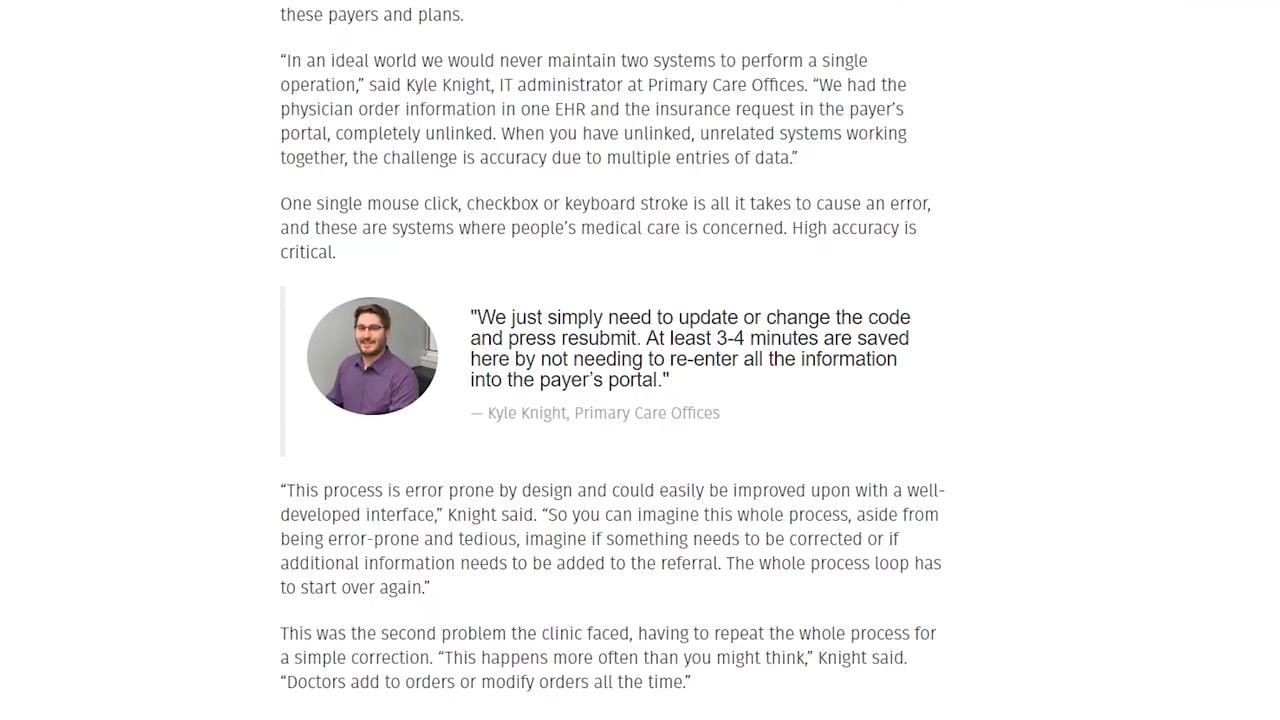 these payers and plans.
“In an ideal world we would never maintain two systems to perform a single
operation,” said Kyle Knight, IT administrator at Primary Care Offices. “We had the
physician order information in one EHR and the insurance request in the payer’s
portal, completely unlinked. When you have unlinked, unrelated systems working
together, the challenge is accuracy due to multiple entries of data.”
One single mouse click, checkbox or keyboard stroke is all it takes to cause an error,
and these are systems where people’s medical care is concerned. High accuracy is
critical.
"We just simply need to update or change the code
and press resubmit. At least 3-4 minutes are saved
here by not needing to re-enter all the information
into the payer’s portal."
— Kyle Knight, Primary Care Offices
“This process is error prone by design and could easily be improved upon with a well-
developed interface,” Knight said. “So you can imagine this whole process, aside from
being error-prone and tedious, imagine if something needs to be corrected or if
additional information needs to be added to the referral. The whole process loop has
to start over again.”
This was the second problem the clinic faced, having to repeat the whole process for
a simple correction. “This happens more often than you might think,” Knight said.
“Doctors add to orders or modify orders all the time.”